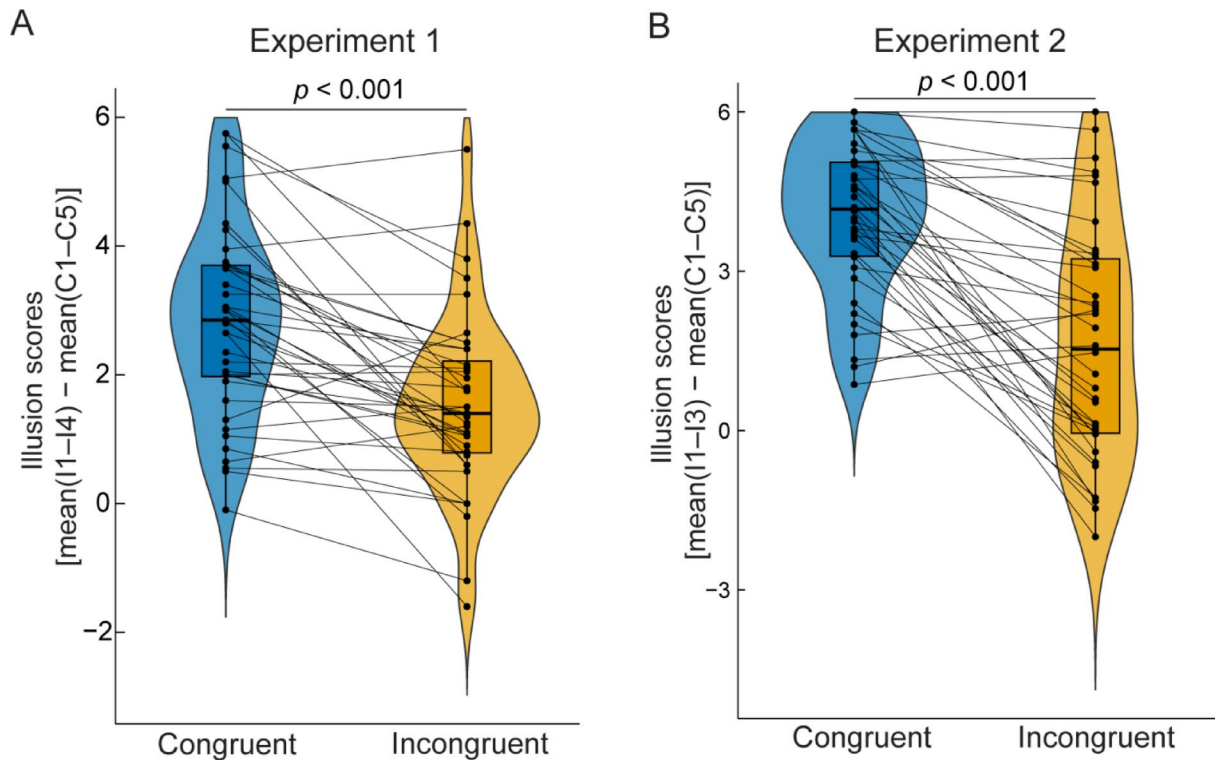 A
Experiment 1
p < 0.001
Illusion scores
[mean(I1–I4) – mean(C1–C5)]
6
4
2
0
−2
Congruent
Incongruent
B
Experiment 2
p < 0.001
Illusion scores
[mean(I1–I3) – mean(C1–C5)]
6
3
0
−3
Congruent
Incongruent